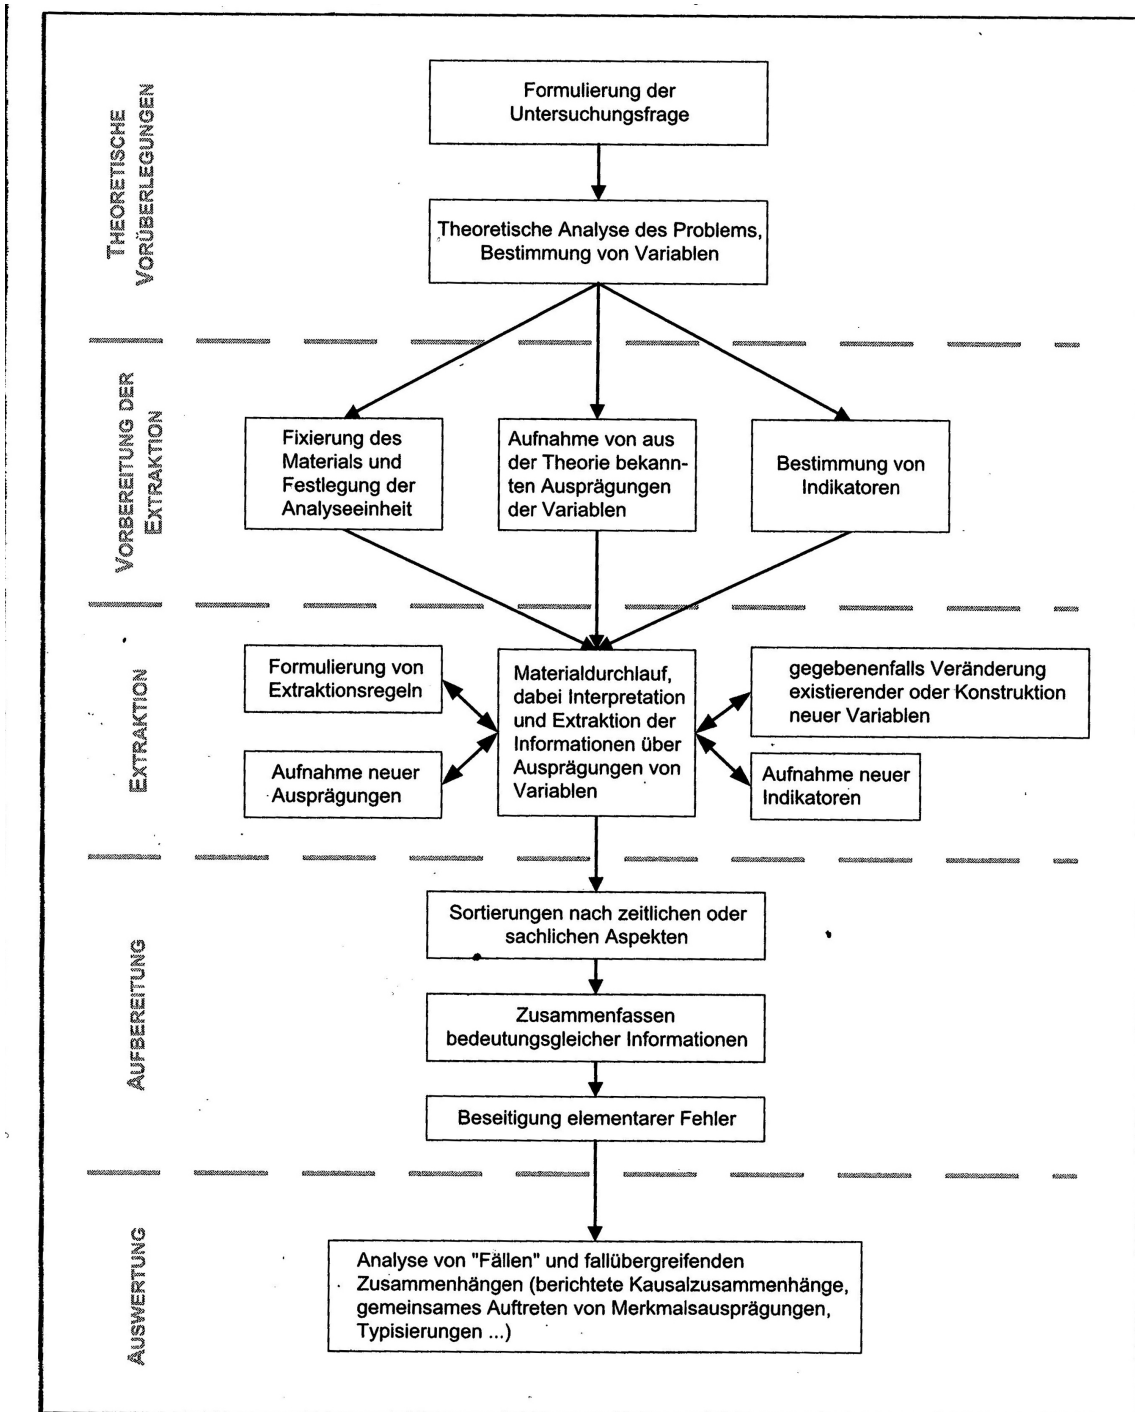 THEORETISCHE
VORÜBERLEGUNGEN
Formulierung der
Untersuchungsfrage
Theoretische Analyse des Problems,
Bestimmung von Variablen
VORBEREITUNG DER
EXTRAKTION
Fixierung des
Materials und
Festlegung der
Analyseeinheit
Aufnahme von aus
der Theorie bekann-
ten Ausprägungen
der Variablen
Bestimmung von
Indikatoren
EXTRAKTION
Formulierung von
Extraktionsregeln
Aufnahme neuer
Ausprägungen
Materialdurchlauf,
dabei Interpretation
und Extraktion der
Informationen über
Ausprägungen von
Variablen
gegebenenfalls Veränderung
existierender oder Konstruktion
neuer Variablen
Aufnahme neuer
Indikatoren
AUFBEREITUNG
Sortierungen nach zeitlichen oder
sachlichen Aspekten
Zusammenfassen
bedeutungsgleicher Informationen
Beseitigung elementarer Fehler
AUSWERTUNG
Analyse von "Fällen" und fallübergreifenden
Zusammenhängen (berichtete Kausalzusammenhänge,
gemeinsames Auftreten von Merkmalsausprägungen,
Typisierungen ...)